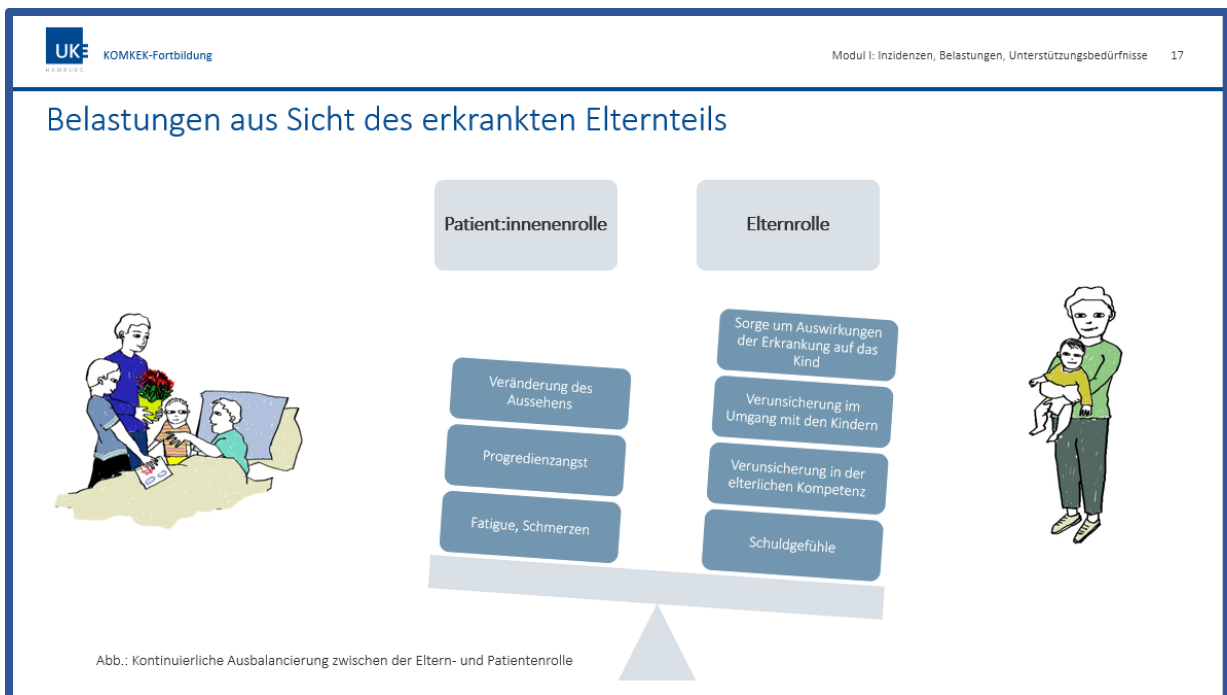 UKE
HAMBURG
KOMKEK-Fortbildung
Modul I: Inzidenzen, Belastungen, Unterstützungsbedürfnisse 17
Belastungen aus Sicht des erkrankten Elternteils
Patient:innenenrolle
Elternrolle
Veränderung des
Aussehens
Progredienzangst
Fatigue, Schmerzen
Sorge um Auswirkungen
der Erkrankung auf das
Kind
Verunsicherung im
Umgang mit den Kindern
Verunsicherung in der
elterlichen Kompetenz
Schuldgefühle
Abb.: Kontinuierliche Ausbalancierung zwischen der Eltern- und Patientenrolle